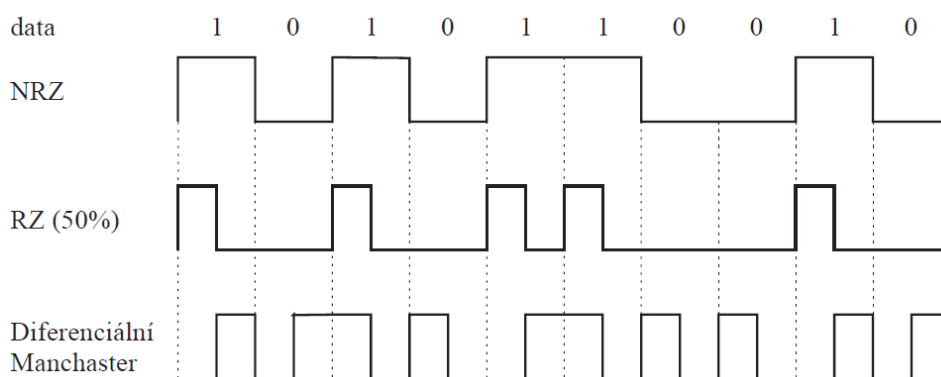 data 1 0 1 0 1 1 0 0 1 0
NRZ
RZ (50%)
Diferenciální
Manchaster